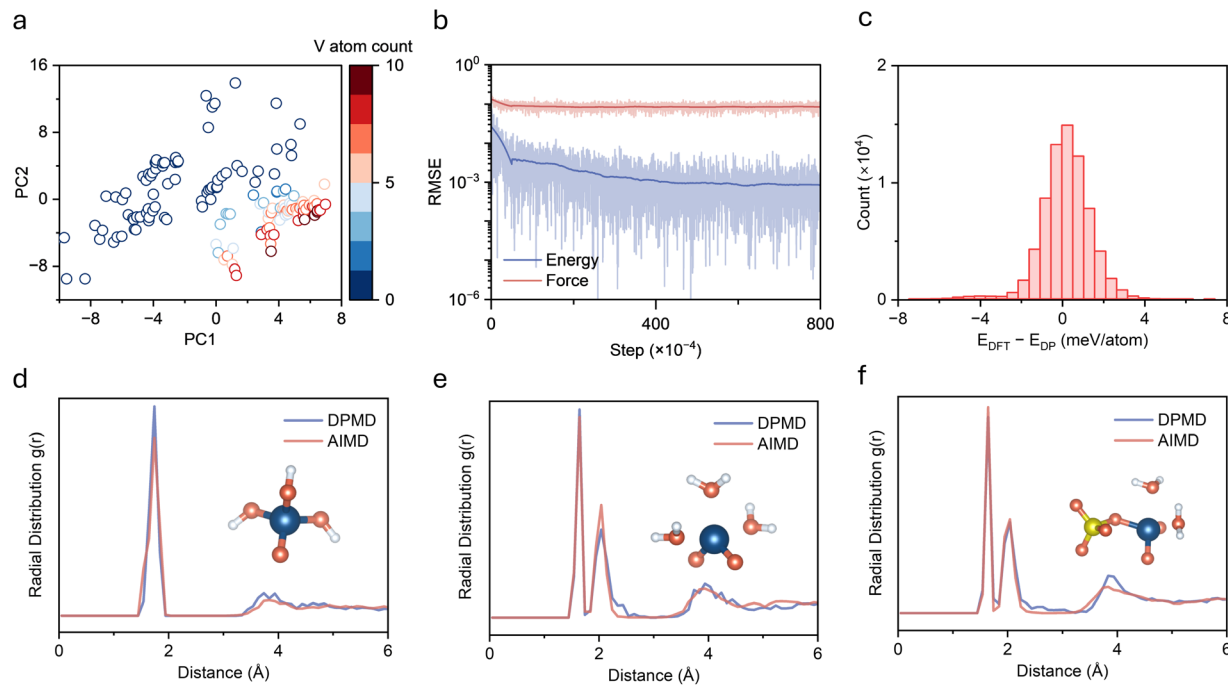 a
V atom count
16
12
8
4
0
−4
−8
−8
−4
0
4
8
PC2
PC1
10
5
0
b
10⁰
10⁻³
10⁻⁶
RMSE
Energy
Force
0
400
800
Step (×10⁻⁴)
c
2
1
0
Count (× 10⁴)
−8
−4
0
4
8
E_DFT − E_DP (meV/atom)
d
Radial Distribution g(r)
DPMD
AIMD
0
2
4
6
Distance (Å)
e
Radial Distribution g(r)
DPMD
AIMD
0
2
4
6
Distance (Å)
f
Radial Distribution g(r)
DPMD
AIMD
0
2
4
6
Distance (Å)